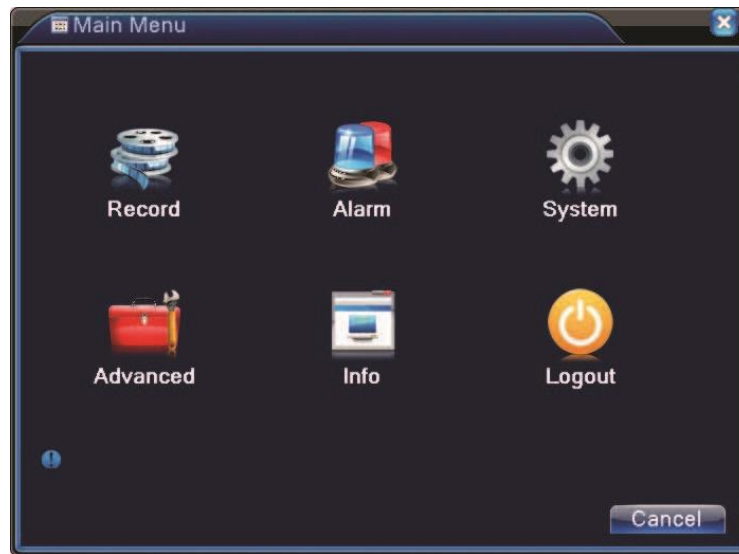 Main Menu
Record
Alarm
System
Advanced
Info
Logout
Cancel